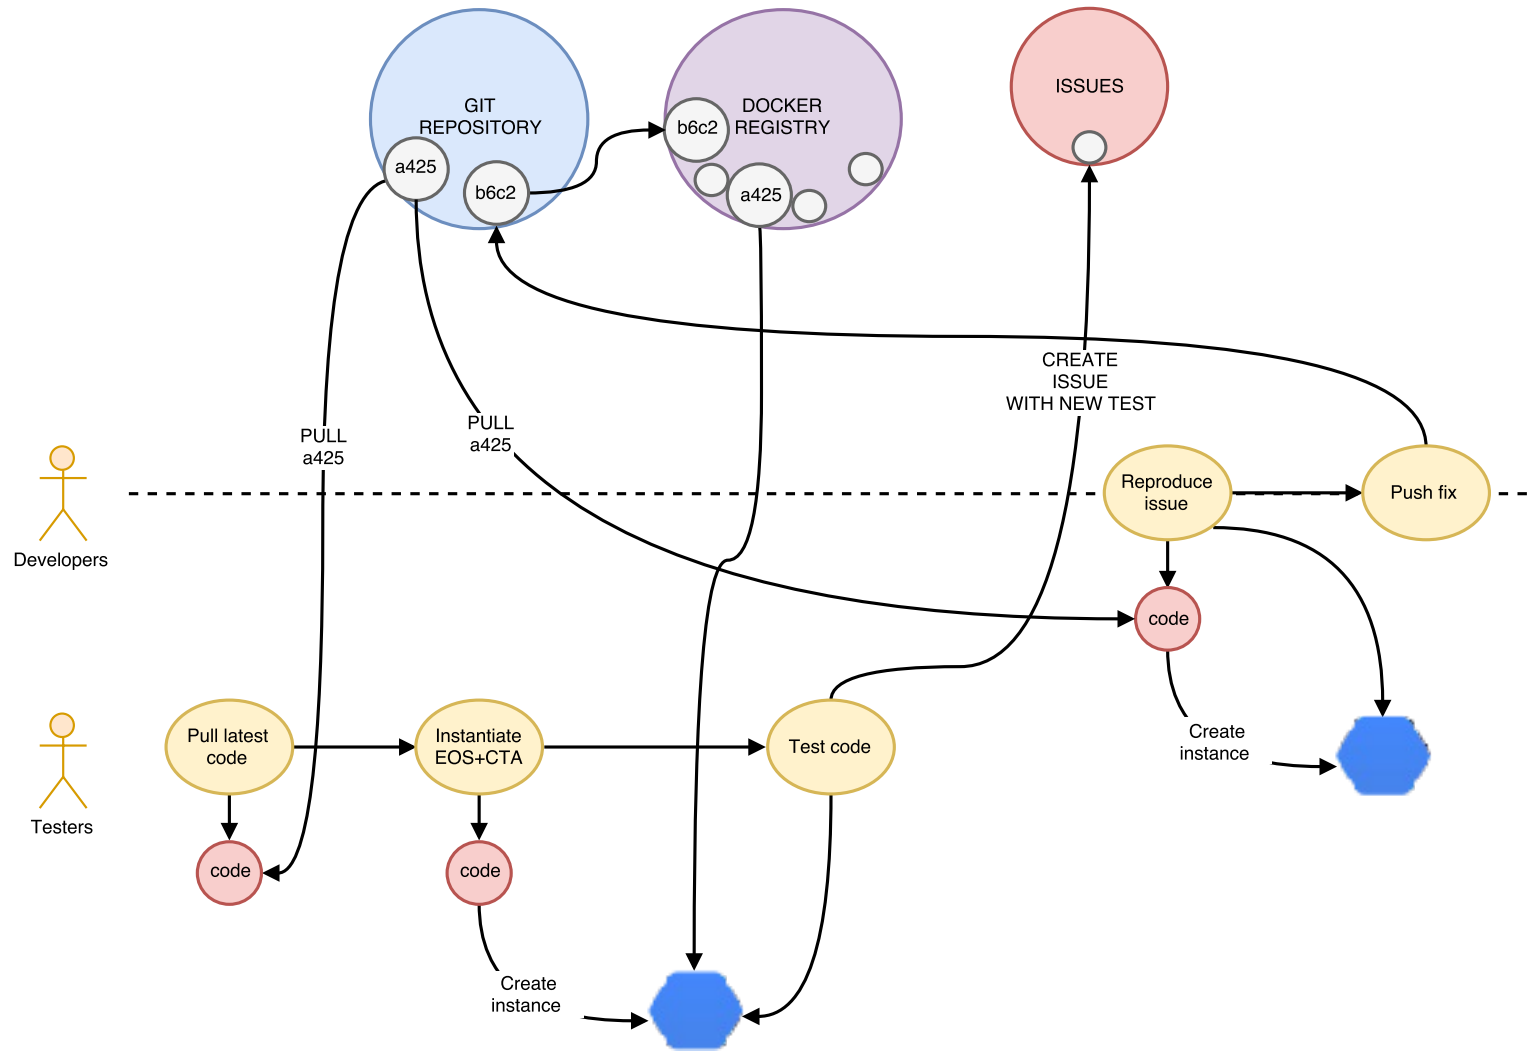 GIT
REPOSITORY
DOCKER
REGISTRY
ISSUES
a425
b6c2
b6c2
a425
CREATE
ISSUE
WITH NEW TEST
PULL
a425
PULL
a425
Developers
Reproduce
issue
Push fix
code
Testers
Pull latest
code
Instantiate
EOS+CTA
Test code
Create
instance
code
code
Create
instance